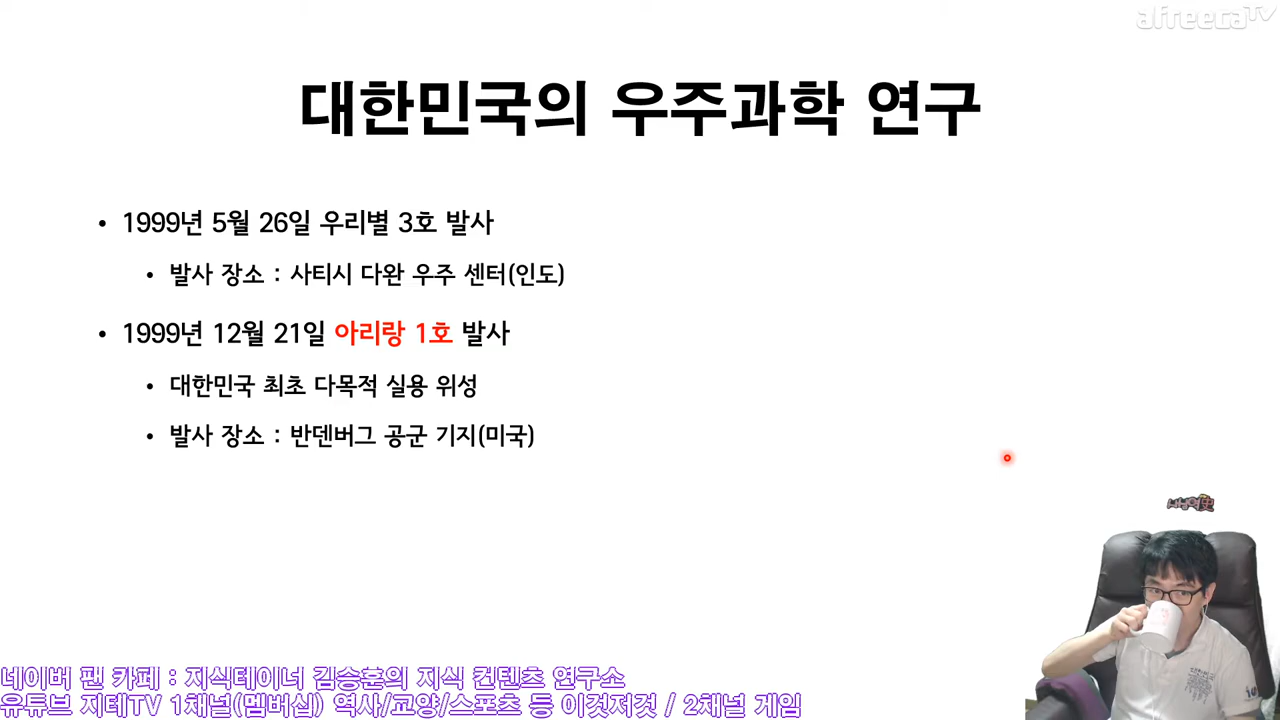 afreecaTV
대한민국의 우주과학 연구
• 1999년 5월 26일 우리별 3호 발사
• 발사 장소 : 사티시 다완 우주 센터(인도)
• 1999년 12월 21일 아리랑 1호 발사
• 대한민국 최초 다목적 실용 위성
• 발사 장소 : 반덴버그 공군 기지(미국)
네이버 팬 카페 : 지식테이너 김승훈의 지식 컨텐츠 연구소
유튜브 지테TV 1채널(멤버십) 역사/교양/스포츠 등 이것저것 / 2채널 게임